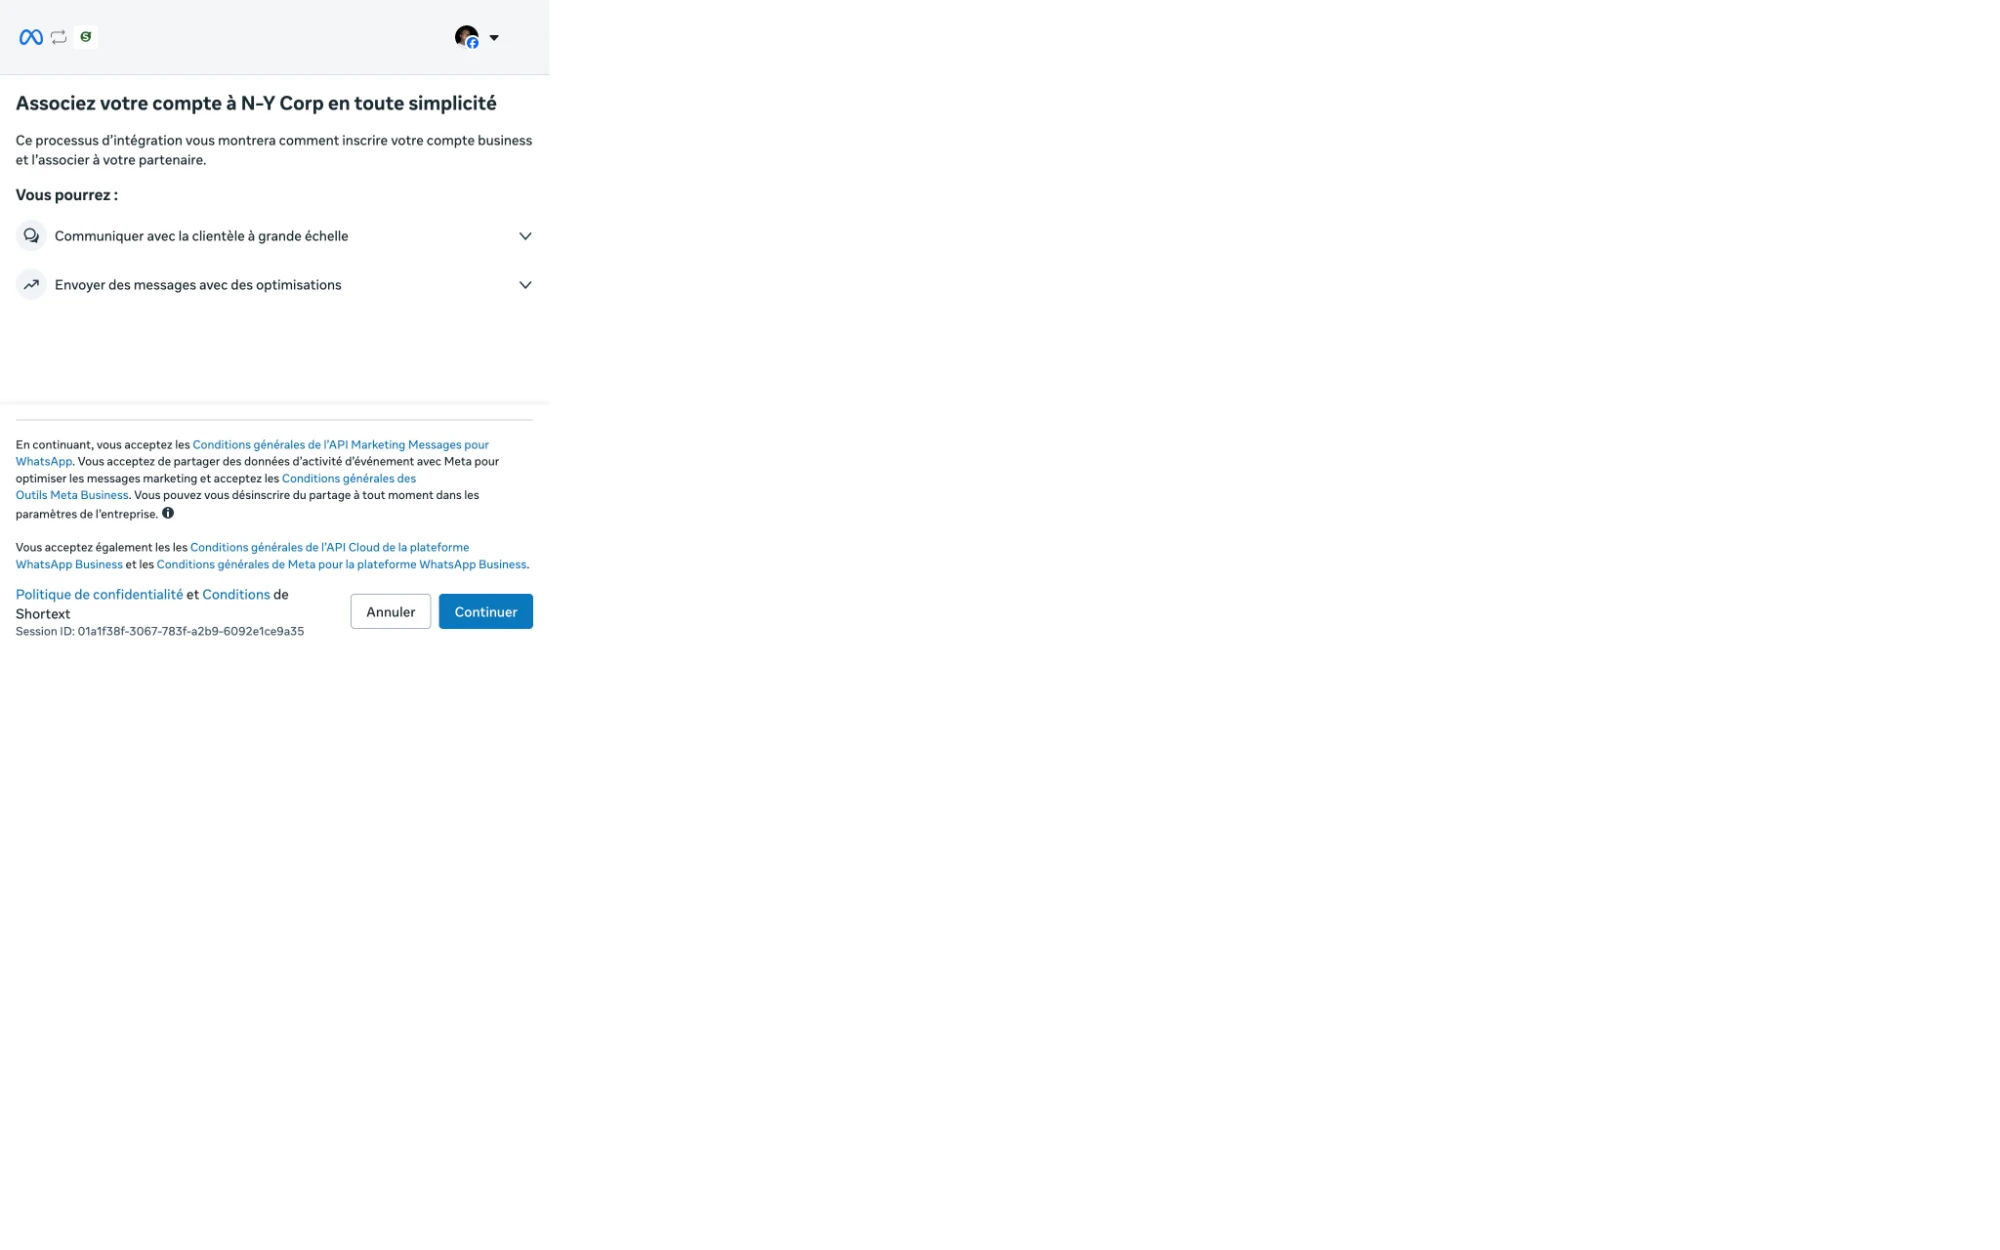 Associez votre compte à N-Y Corp en toute simplicité
Ce processus d’intégration vous montrera comment inscrire votre compte business
et l’associer à votre partenaire.
Vous pourrez :
Communiquer avec la clientèle à grande échelle
Envoyer des messages avec des optimisations
En continuant, vous acceptez les Conditions générales de l’API Marketing Messages pour
WhatsApp. Vous acceptez de partager des données d’activité d’événement avec Meta pour
optimiser les messages marketing et acceptez les Conditions générales des
Outils Meta Business. Vous pouvez vous désinscrire du partage à tout moment dans les
paramètres de l’entreprise.
Vous acceptez également les les Conditions générales de l’API Cloud de la plateforme
WhatsApp Business et les Conditions générales de Meta pour la plateforme WhatsApp Business.
Politique de confidentialité et Conditions de
Shortext
Session ID: 01a1f38f-3067-783f-a2b9-6092e1ce9a35
Annuler
Continuer